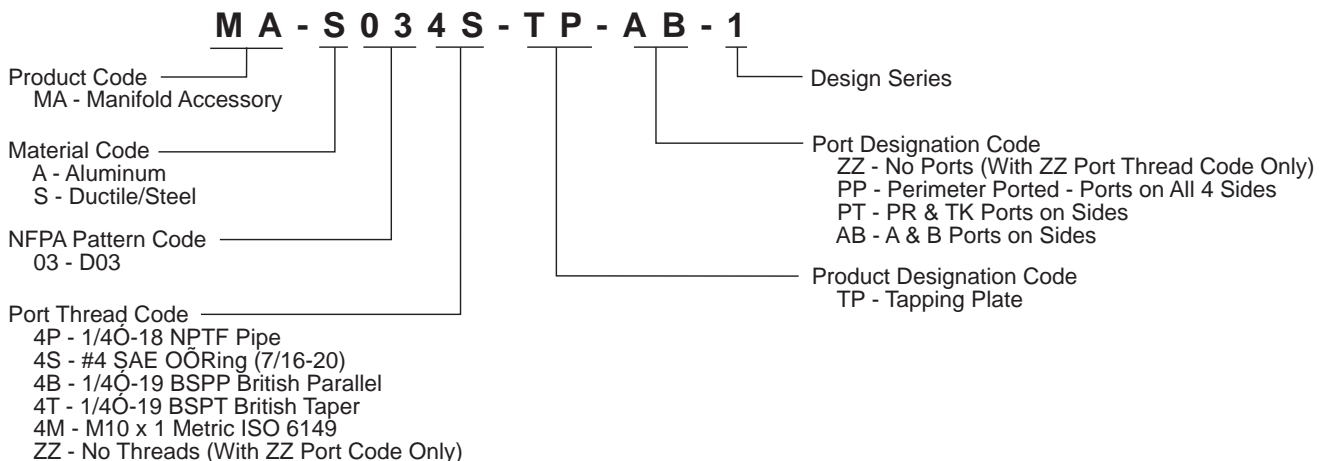 MA-S034S-TP-AB-1
Product Code
MA - Manifold Accessory
Material Code
A - Aluminum
S - Ductile/Steel
NFPA Pattern Code
03 - D03
Port Thread Code
4P - 1/4Ó-18 NPTF Pipe
4S - #4 SAE OÕRing (7/16-20)
4B - 1/4Ó-19 BSPP British Parallel
4T - 1/4Ó-19 BSPT British Taper
4M - M10 x 1 Metric ISO 6149
ZZ - No Threads (With ZZ Port Code Only)
Design Series
Port Designation Code
ZZ - No Ports (With ZZ Port Thread Code Only)
PP - Perimeter Ported - Ports on All 4 Sides
PT - PR & TK Ports on Sides
AB - A & B Ports on Sides
Product Designation Code
TP - Tapping Plate